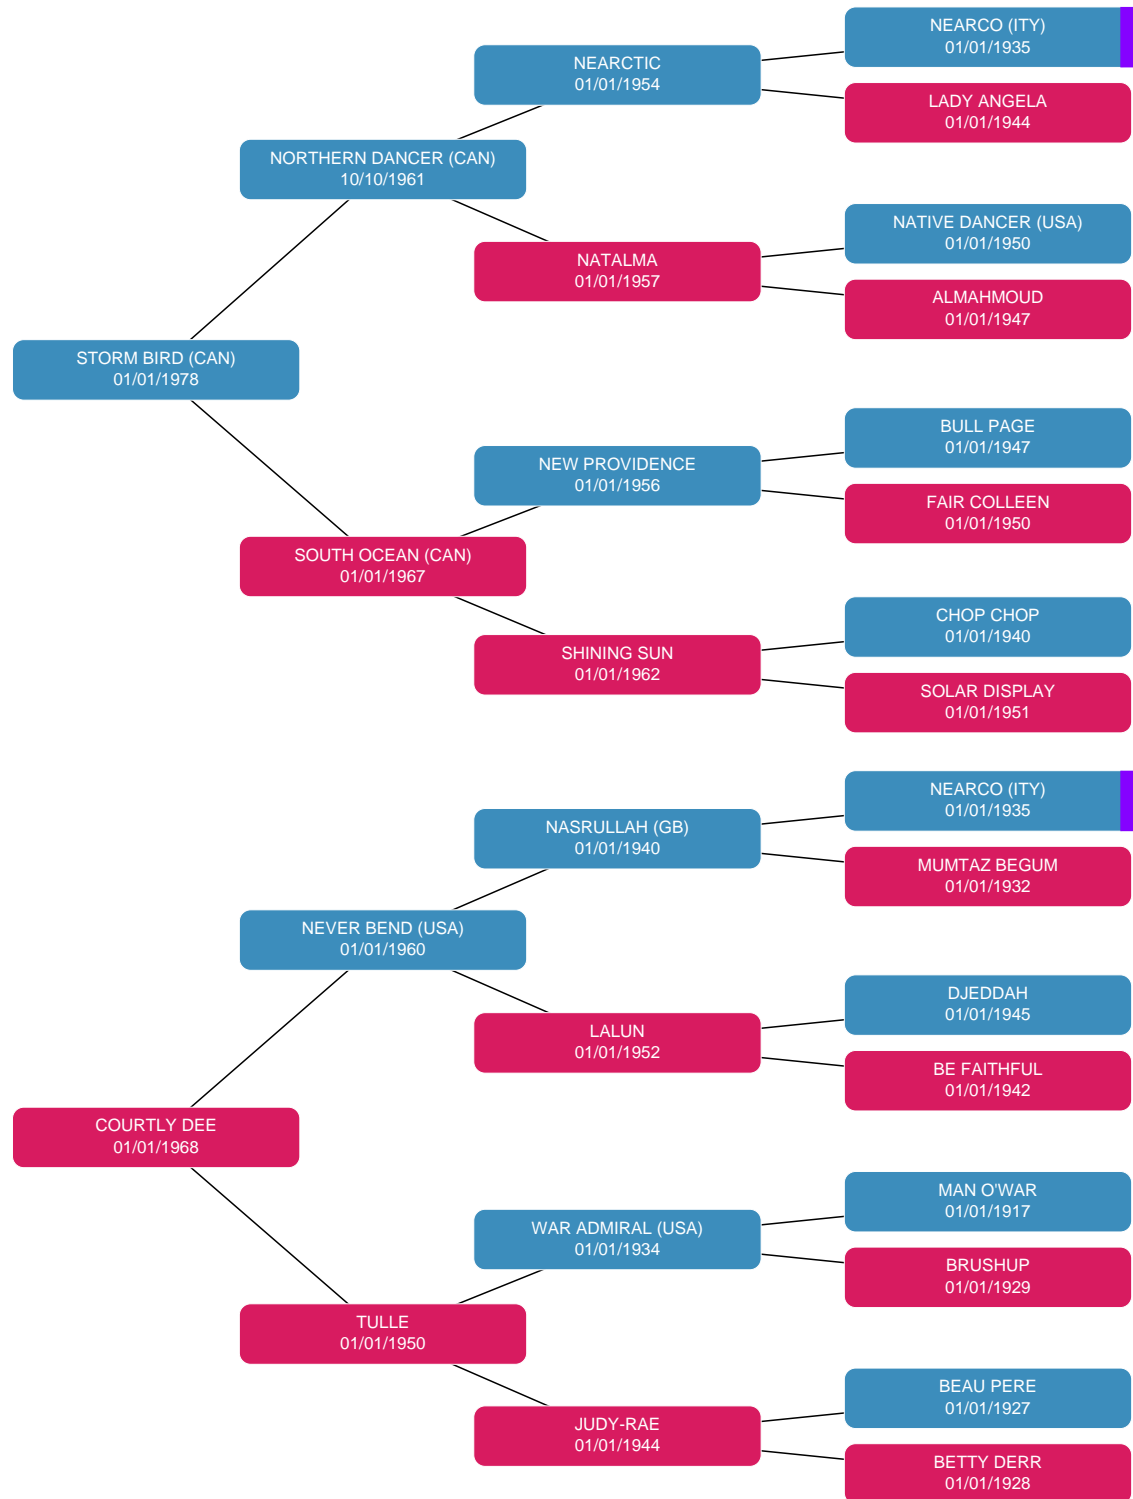 NEARCO (ITY)
01/01/1935
NEARCTIC
01/01/1954
LADY ANGELA
01/01/1944
NORTHERN DANCER (CAN)
10/10/1961
NATIVE DANCER (USA)
01/01/1950
NATALMA
01/01/1957
ALMAHMOUD
01/01/1947
STORM BIRD (CAN)
01/01/1978
BULL PAGE
01/01/1947
NEW PROVIDENCE
01/01/1956
FAIR COLLEEN
01/01/1950
SOUTH OCEAN (CAN)
01/01/1967
CHOP CHOP
01/01/1940
SHINING SUN
01/01/1962
SOLAR DISPLAY
01/01/1951
NEARCO (ITY)
01/01/1935
NASRULLAH (GB)
01/01/1940
MUMTAZ BEGUM
01/01/1932
NEVER BEND (USA)
01/01/1960
DJEDDAH
01/01/1945
LALUN
01/01/1952
BE FAITHFUL
01/01/1942
COURTLY DEE
01/01/1968
MAN O'WAR
01/01/1917
WAR ADMIRAL (USA)
01/01/1934
BRUSHUP
01/01/1929
TULLE
01/01/1950
BEAU PERE
01/01/1927
JUDY-RAE
01/01/1944
BETTY DERR
01/01/1928